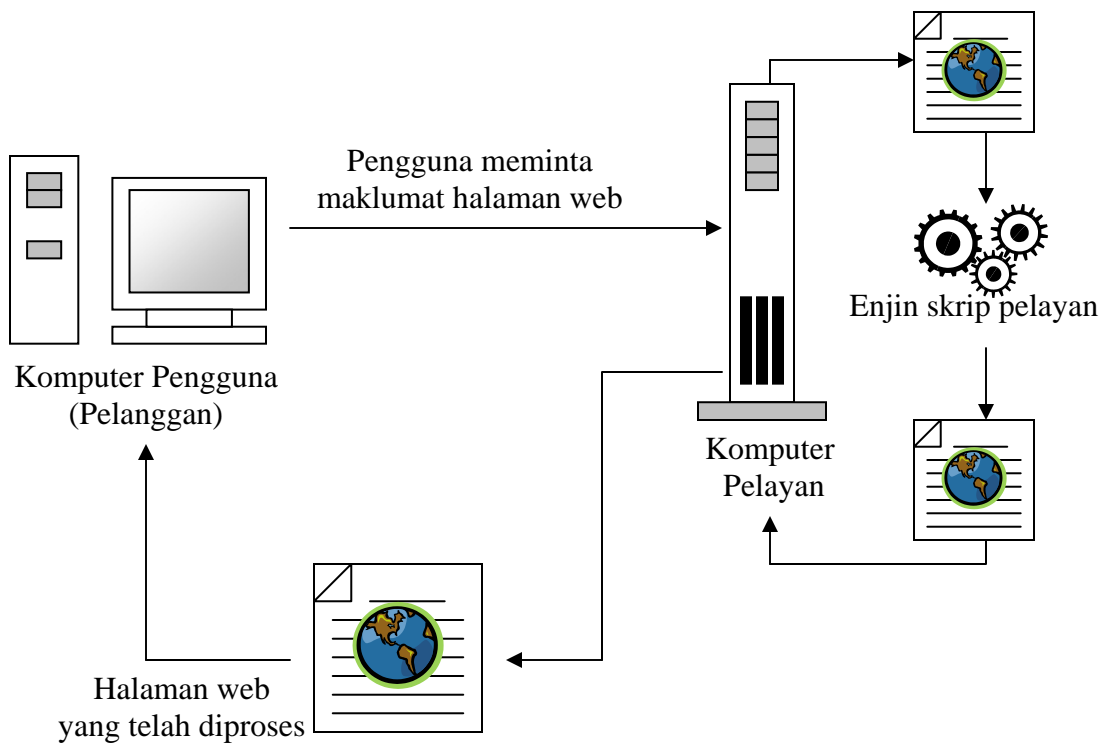 Pengguna meminta
maklumat halaman web
Enjin skrip pelayan
Komputer Pengguna
(Pelanggan)
Komputer
Pelayan
Halaman web
yang telah diproses